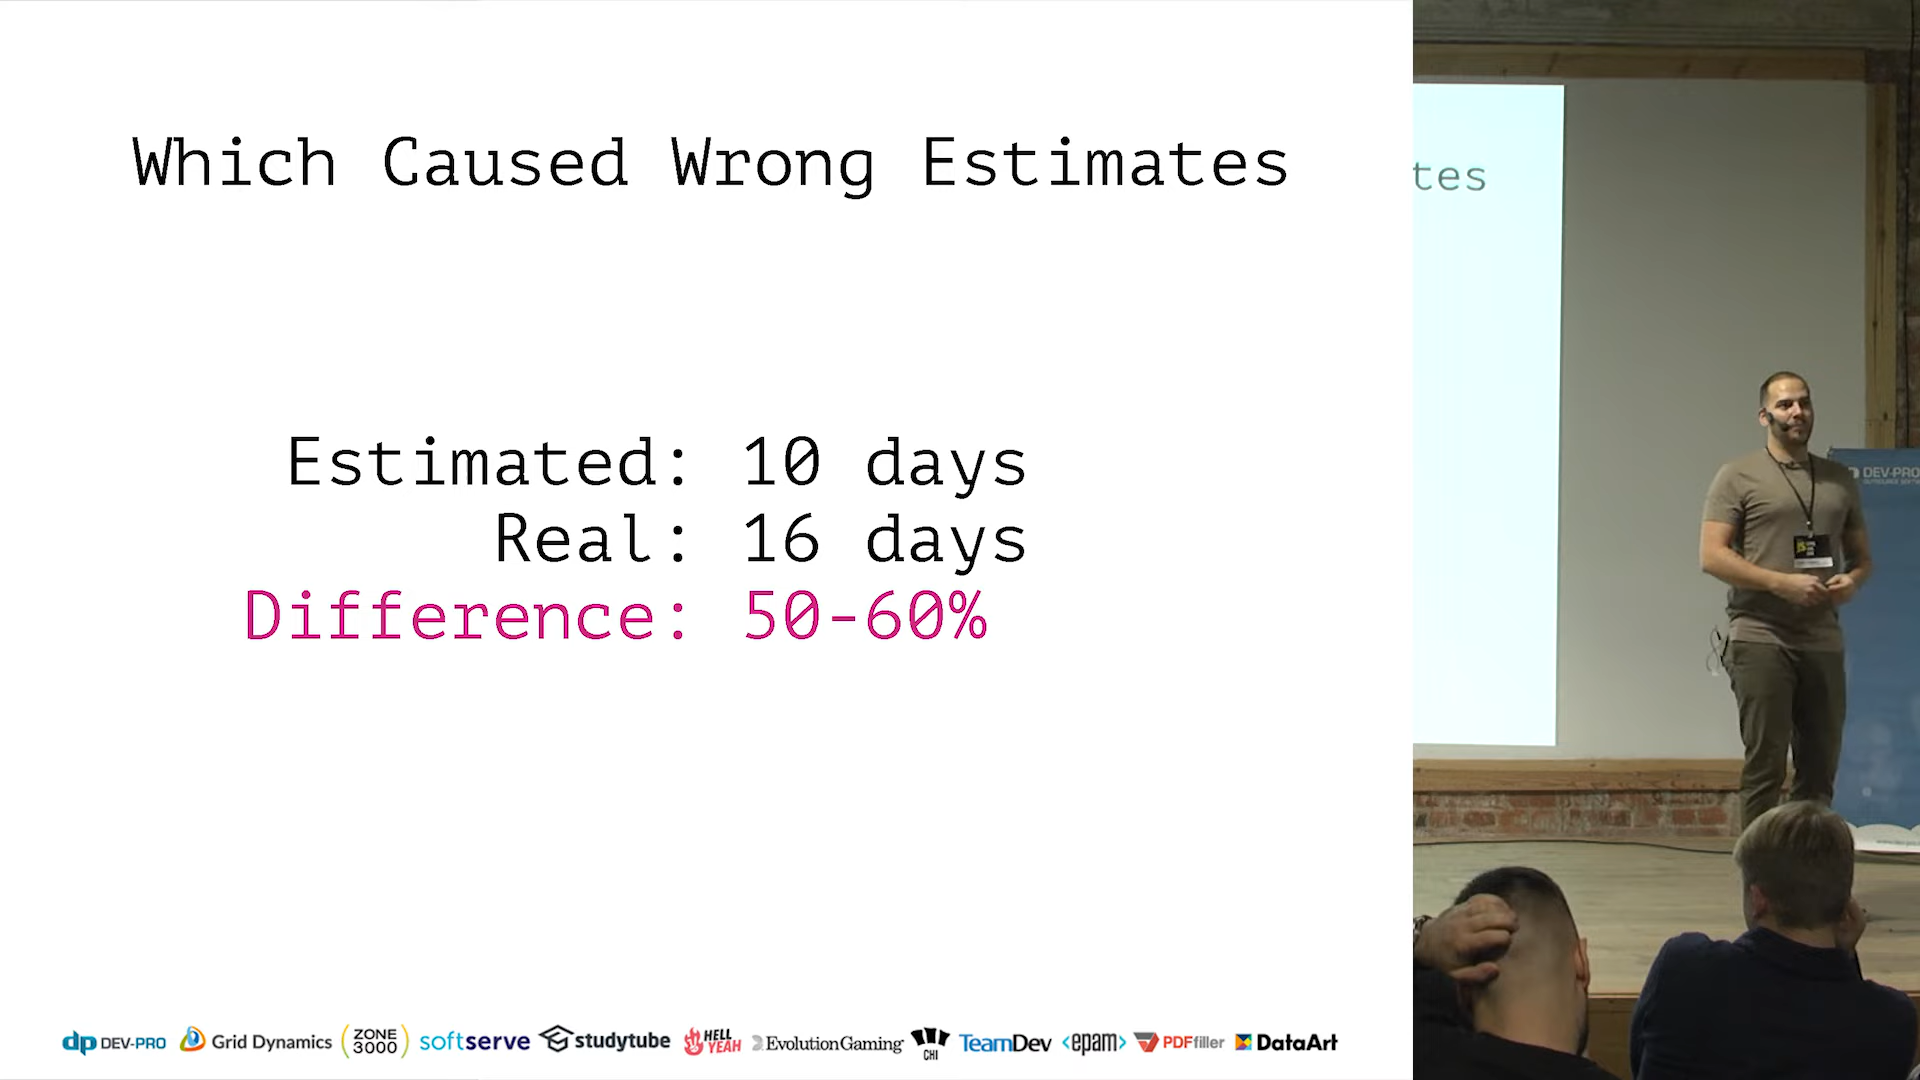 Which Caused Wrong Estimates
Estimated: 10 days
Real: 16 days
Difference: 50-60%
dp DEV-PRO Grid Dynamics ZONE 3000 softserve studytube HELL YEAH Evolution Gaming CHI TeamDev <epam> PDFfiller DataArt
tes
DEV-PRO
JS